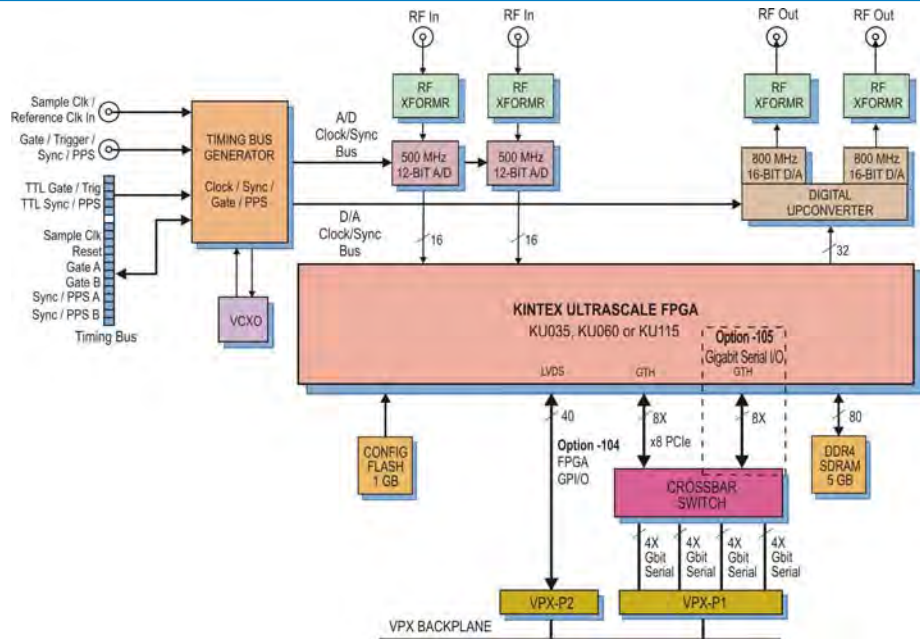 RF In
RF In
RF Out
RF Out
Sample Clk /
Reference Clk In
Gate / Trigger /
Sync / PPS
TTL Gate / Trig
TTL Sync / PPS
Sample Clk
Reset
Gate A
Gate B
Sync / PPS A
Sync / PPS B
Timing Bus
TIMING BUS
GENERATOR
Clock / Sync /
Gate / PPS
VCXO
A/D
Clock/Sync
Bus
D/A
Clock/Sync
Bus
RF
XFORMR
RF
XFORMR
500 MHz
12-BIT A/D
500 MHz
12-BIT A/D
16
16
RF
XFORMR
RF
XFORMR
800 MHz
16-BIT D/A
800 MHz
16-BIT D/A
DIGITAL
UPCONVERTER
32
KINTEX ULTRASCALE FPGA
KU035, KU060 or KU115
Option -105
Gigabit Serial I/O
LVDS
GTH
GTH
CONFIG
FLASH
1 GB
40
Option -104
FPGA
GPI/O
8X
x8 PCIe
8X
80
DDR4
SDRAM
5 GB
CROSSBAR
SWITCH
4X
Gbit
Serial
4X
Gbit
Serial
4X
Gbit
Serial
4X
Gbit
Serial
VPX-P2
VPX-P1
VPX BACKPLANE